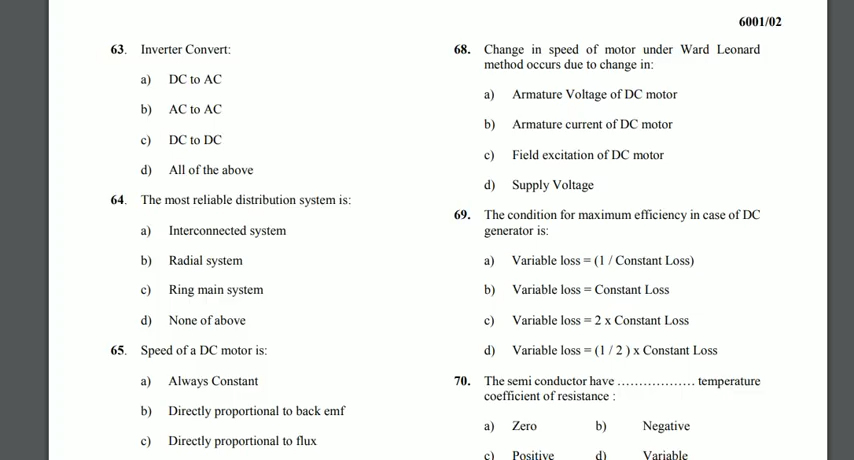 6001/02
63. Inverter Convert:
a) DC to AC
b) AC to AC
c) DC to DC
d) All of the above
64. The most reliable distribution system is:
a) Interconnected system
b) Radial system
c) Ring main system
d) None of above
65. Speed of a DC motor is:
a) Always Constant
b) Directly proportional to back emf
c) Directly proportional to flux
68. Change in speed of motor under Ward Leonard
method occurs due to change in:
a) Armature Voltage of DC motor
b) Armature current of DC motor
c) Field excitation of DC motor
d) Supply Voltage
69. The condition for maximum efficiency in case of DC
generator is:
a) Variable loss = (1 / Constant Loss)
b) Variable loss = Constant Loss
c) Variable loss = 2 x Constant Loss
d) Variable loss = (1 / 2 ) x Constant Loss
70. The semi conductor have ……………… temperature
coefficient of resistance :
a) Zero b) Negative
c) Positive d) Variable